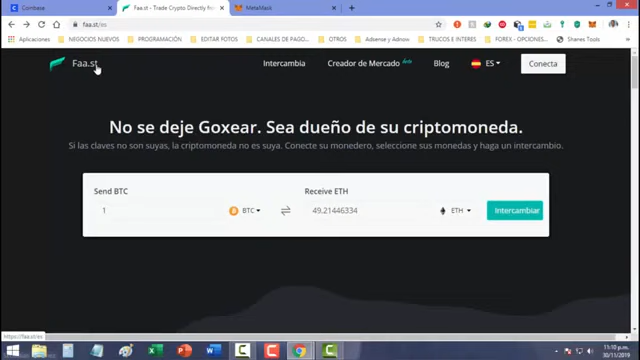 Coinbase
Faa.st - Trade Crypto Directly fr
MetaMask
faa.st/es
Aplicaciones
NEGOCIOS NUEVOS
PROGRAMACIÓN
CANALES DE PAGO...
OTROS
Adsense y Adnow
TRUCOS E INTERES
FOREX - OPCIONES...
Shares Tools
Faa.st
Intercambia
Creador de Mercado
Blog
ES
Conecta
No se deje Goxear. Sea dueño de su criptomoneda.
Si las claves no son suyas, la criptomoneda no es suya. Conecte su monedero, seleccione sus monedas y haga un intercambio.
Send BTC
Receive ETH
1
BTC
49.21446334
ETH
Intercambiar
https://faa.st/es
11:10 p.m.
30/11/2019